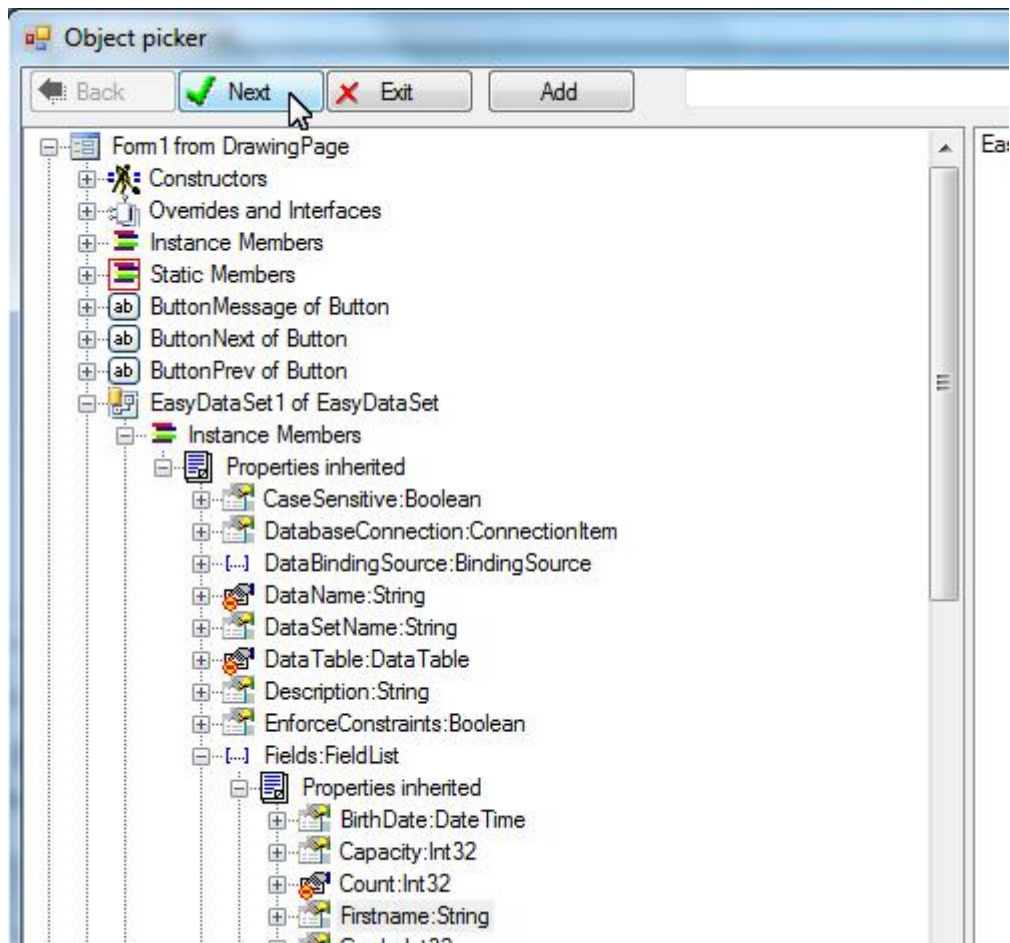 Object picker
Back Next Exit Add
Form1 from DrawingPage
Constructors
Overrides and Interfaces
Instance Members
Static Members
ab ButtonMessage of Button
ab ButtonNext of Button
ab ButtonPrev of Button
EasyDataSet1 of EasyDataSet
Instance Members
Properties inherited
CaseSensitive:Boolean
DatabaseConnection:ConnectionItem
[...] DataBindingSource:BindingSource
DataName:String
DataSetName:String
DataTable:DataTable
Description:String
EnforceConstraints:Boolean
[...] Fields:FieldList
Properties inherited
BirthDate:DateTime
Capacity:Int32
Count:Int32
Firstname:String